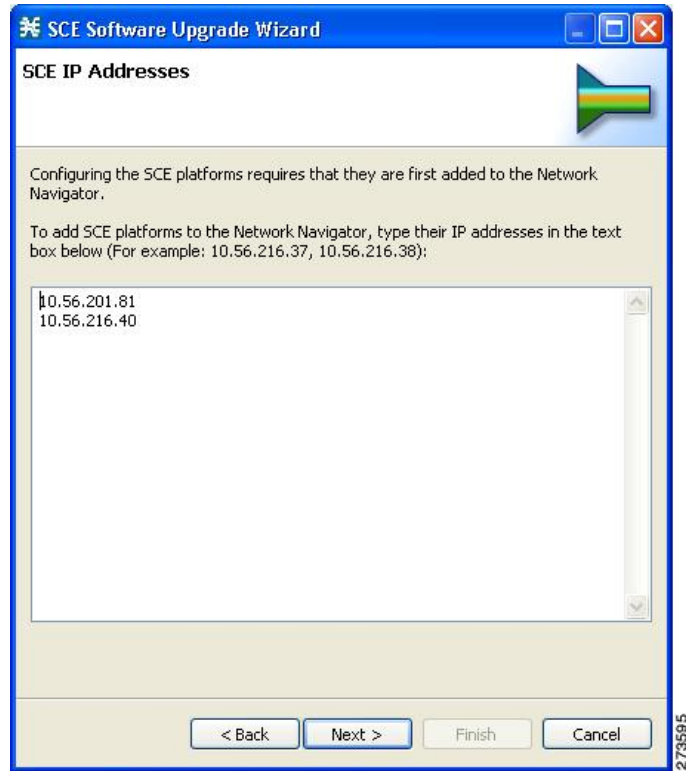 SCE Software Upgrade Wizard
SCE IP Addresses
Configuring the SCE platforms requires that they are first added to the Network
Navigator.
To add SCE platforms to the Network Navigator, type their IP addresses in the text
box below (For example: 10.56.216.37, 10.56.216.38):
10.56.201.81
10.56.216.40
< Back
Next >
Finish
Cancel
273595